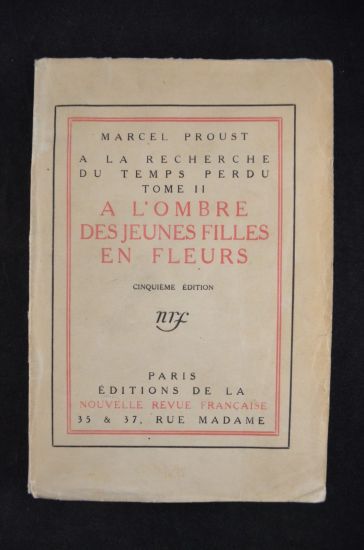 MARCEL PROUST
A LA RECHERCHE
DU TEMPS PERDU
TOME II
A L'OMBRE
DES JEUNES FILLES
EN FLEURS
CINQUIÈME ÉDITION
nrf
PARIS
ÉDITIONS DE LA
NOUVELLE REVUE FRANÇAISE
35 & 37, RUE MADAME